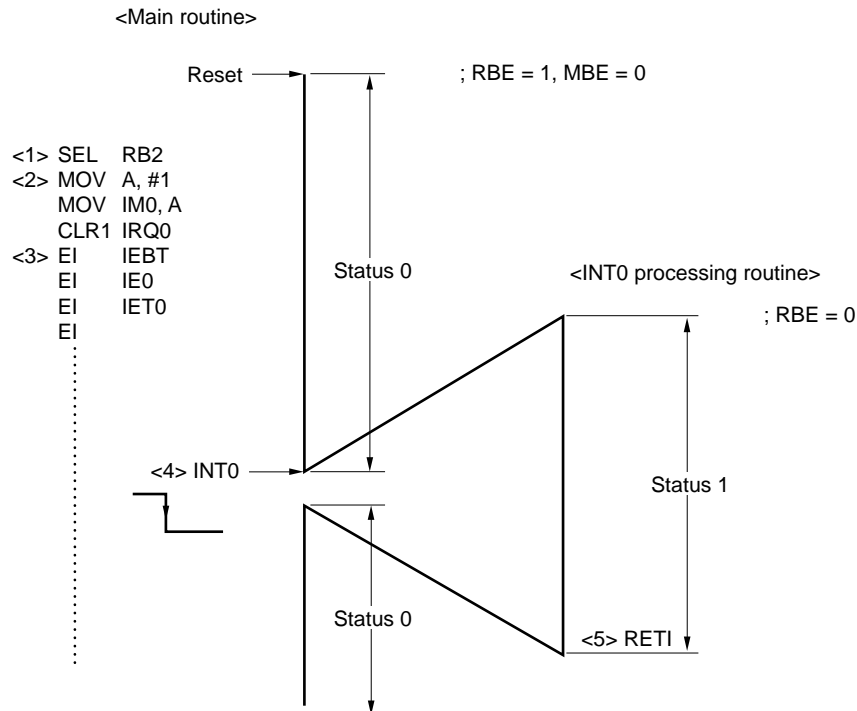 <Main routine>
Reset
; RBE = 1, MBE = 0
<1> SEL RB2
<2> MOV A, #1
MOV IM0, A
CLR1 IRQ0
<3> EI IEBT
EI IE0
EI IET0
EI
Status 0
<INT0 processing routine>
; RBE = 0
<4> INT0
Status 1
Status 0
<5> RETI